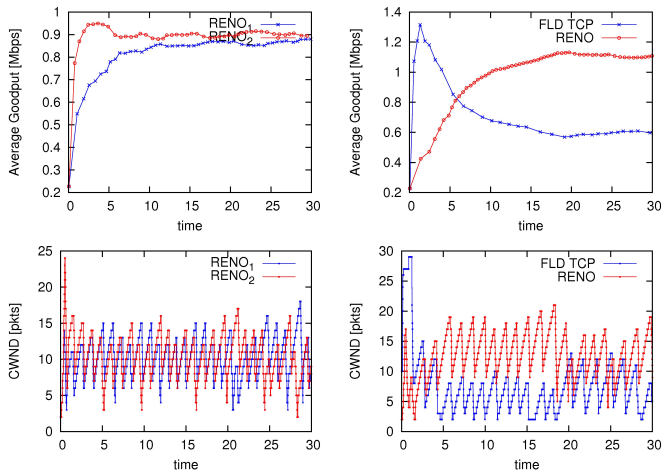 Average Goodput [Mbps]
1
0.9
0.8
0.7
0.6
0.5
0.4
0.3
0.2
0 5 10 15 20 25 30
time
RENO1
RENO2
Average Goodput [Mbps]
1.4
1.2
1
0.8
0.6
0.4
0.2
0 5 10 15 20 25 30
time
FLD TCP
RENO
CWND [pkts]
25
20
15
10
5
0
0 5 10 15 20 25 30
time
RENO1
RENO2
CWND [pkts]
30
25
20
15
10
5
0
0 5 10 15 20 25 30
time
FLD TCP
RENO